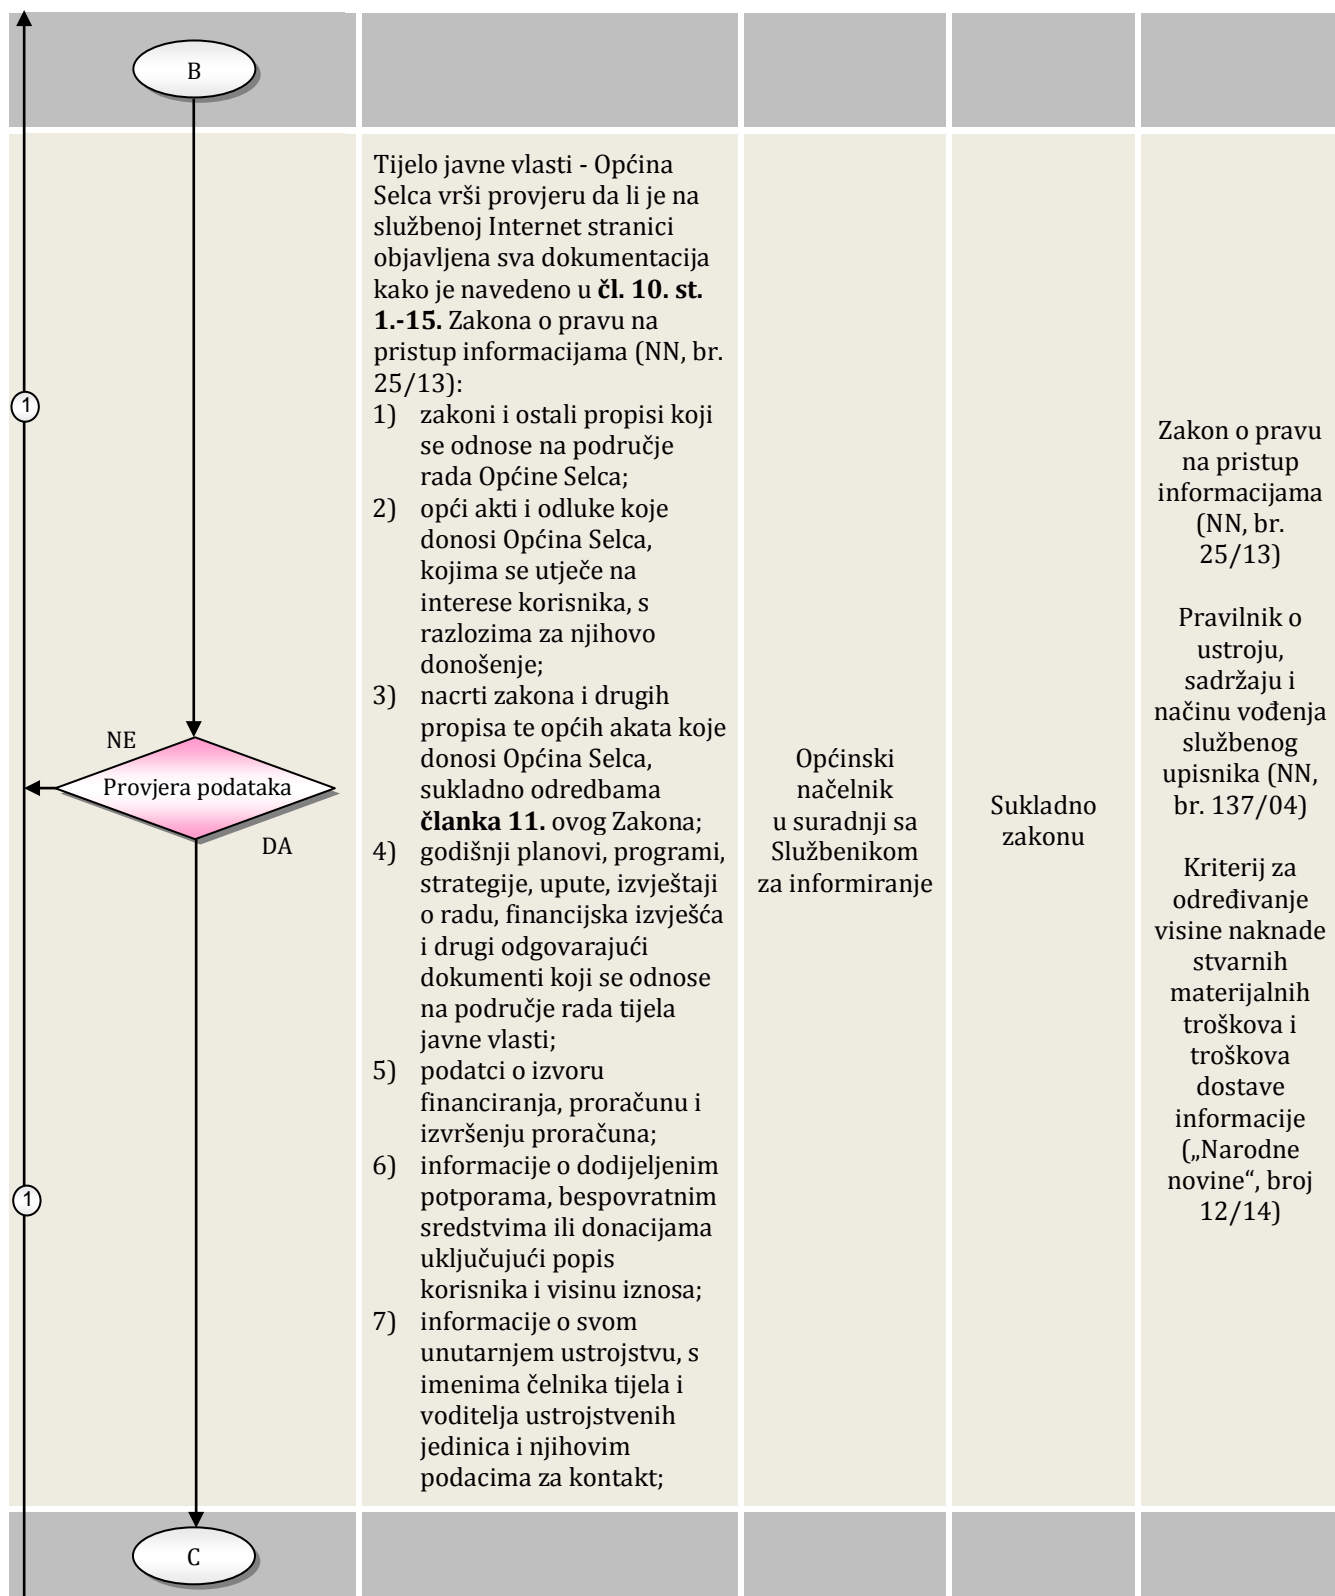 B
1
NE
Provjera podataka
DA
1
Tijelo javne vlasti - Općina
Selca vrši provjeru da li je na
službenoj Internet stranici
objavljena sva dokumentacija
kako je navedeno u čl. 10. st.
1.-15. Zakona o pravu na
pristup informacijama (NN, br.
25/13):
1) zakoni i ostali propisi koji
se odnose na područje
rada Općine Selca;
2) opći akti i odluke koje
donosi Općina Selca,
kojima se utječe na
interese korisnika, s
razlozima za njihovo
donošenje;
3) nacrti zakona i drugih
propisa te općih akata koje
donosi Općina Selca,
sukladno odredbama
članka 11. ovog Zakona;
4) godišnji planovi, programi,
strategije, upute, izvještaji
o radu, financijska izvješća
i drugi odgovarajući
dokumenti koji se odnose
na područje rada tijela
javne vlasti;
5) podatci o izvoru
financiranja, proračunu i
izvršenju proračuna;
6) informacije o dodijeljenim
potporama, bespovratnim
sredstvima ili donacijama
uključujući popis
korisnika i visinu iznosa;
7) informacije o svom
unutarnjem ustrojstvu, s
imenima čelnika tijela i
voditelja ustrojstvenih
jedinica i njihovim
podacima za kontakt;
Općinski
načelnik
u suradnji sa
Službenikom
za informiranje
Sukladno
zakonu
Zakon o pravu
na pristup
informacijama
(NN, br.
25/13)
Pravilnik o
ustroju,
sadržaju i
načinu vođenja
službenog
upisnika (NN,
br. 137/04)
Kriterij za
određivanje
visine naknade
stvarnih
materijalnih
troškova i
troškova
dostave
informacije
(„Narodne
novine“, broj
12/14)
C